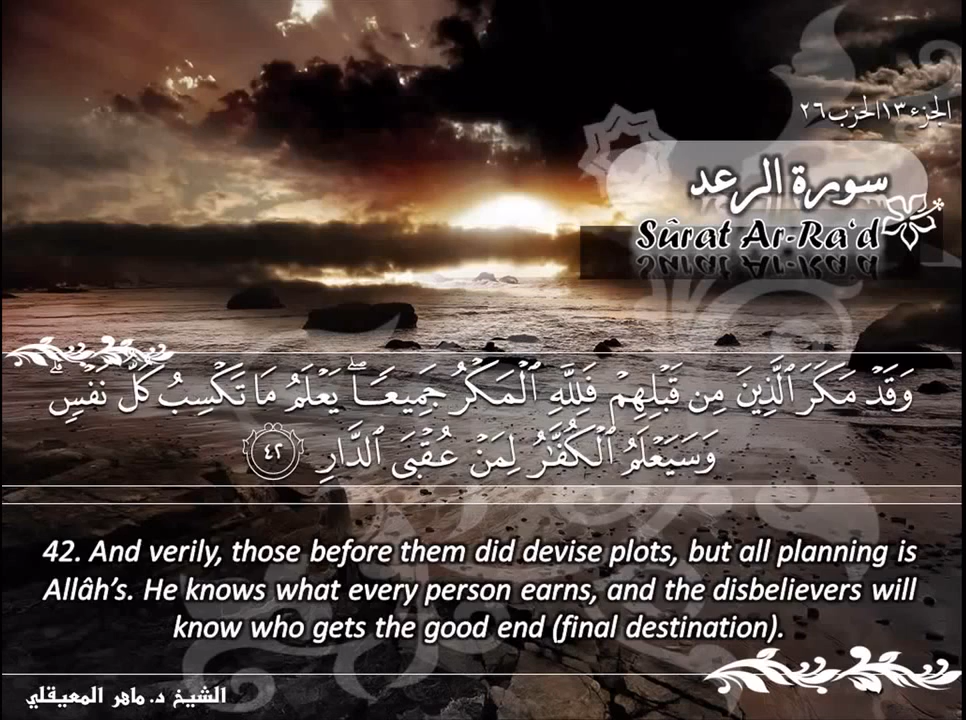 الجزء ١٣ الحزب ٢٦
سورة الرعد
Sûrat Ar-Ra‘d
وَقَدْ مَكَرَ ٱلَّذِينَ مِن قَبْلِهِمْ فَلِلَّهِ ٱلْمَكْرُ جَمِيعًا ۖ يَعْلَمُ مَا تَكْسِبُ كُلُّ نَفْسٍ ۗ
وَسَيَعْلَمُ ٱلْكُفَّٰرُ لِمَنْ عُقْبَى ٱلدَّارِ ٤٢
42. And verily, those before them did devise plots, but all planning is
Allâh’s. He knows what every person earns, and the disbelievers will
know who gets the good end (final destination).
الشيخ د. ماهر المعيقلي